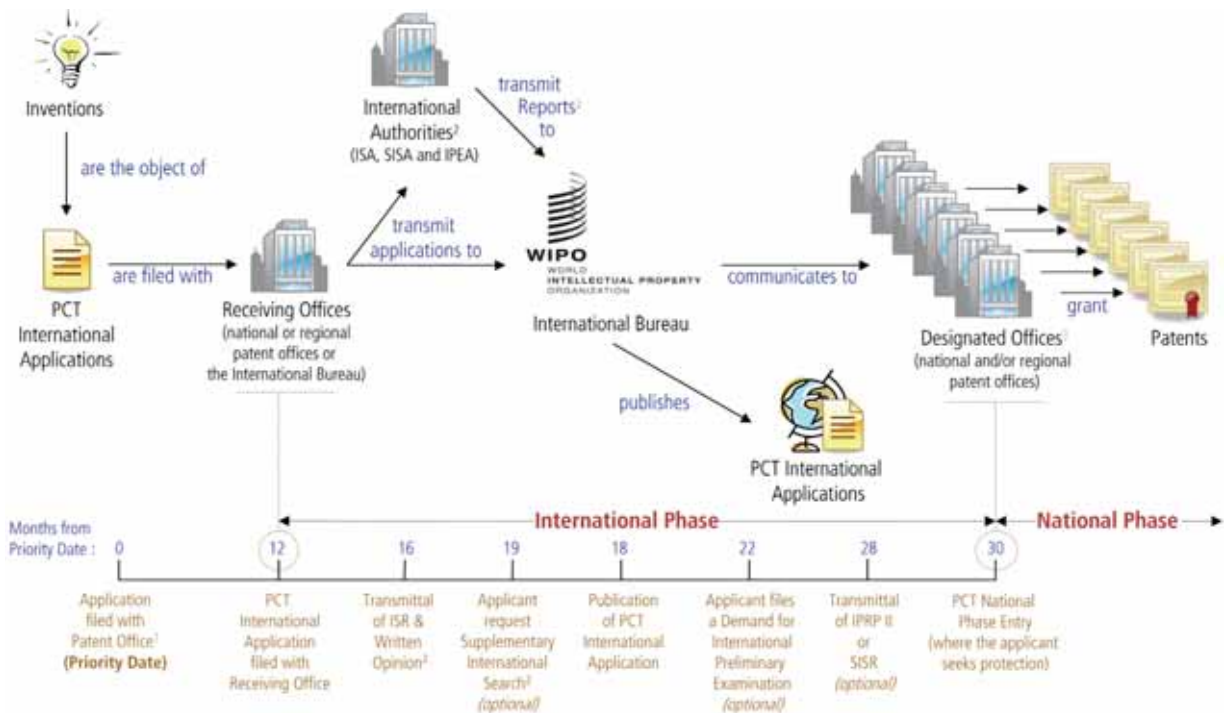 Inventions
are the object of
PCT
International
Applications
are filed with
Receiving Offices
(national or regional
patent offices or
the International Bureau)
transmit
applications to
International
Authorities²
(ISA, SISA and IPEA)
transmit
Reports²
to
WIPO
WORLD
INTELLECTUAL PROPERTY
ORGANIZATION
International Bureau
publishes
PCT International
Applications
communicates to
Designated Offices
(national and/or regional
patent offices)
grant
Patents
International Phase
National Phase
Months from
Priority Date :
0
12
16
19
18
22
28
30
Application
filed with
Patent Office¹
(Priority Date)
PCT
International
Application
filed with
Receiving Office
Transmittal
of ISR &
Written
Opinion²
Applicant
request
Supplementary
International
Search²
(optional)
Publication
of PCT
International
Application
Applicant files
a Demand for
International
Preliminary
Examination
(optional)
Transmittal
of IPRP II
or
SISR
(optional)
PCT National
Phase Entry
(where the applicant
seeks protection)